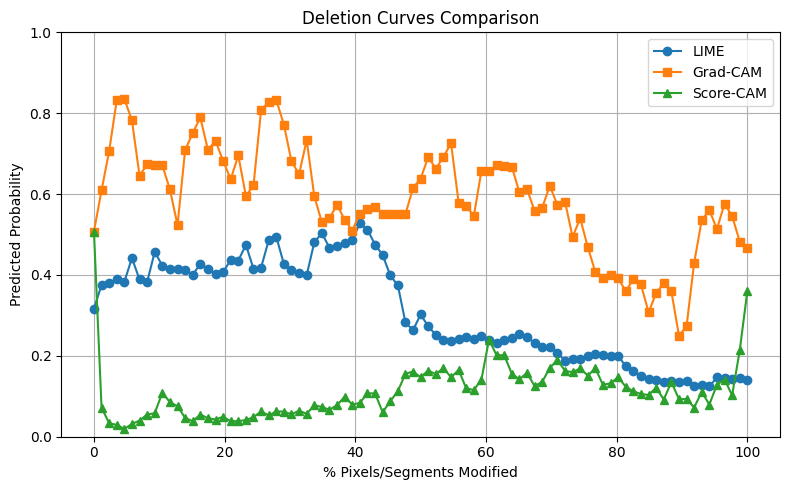 Deletion Curves Comparison
LIME
Grad-CAM
Score-CAM
Predicted Probability
1.0
0.8
0.6
0.4
0.2
0.0
0
20
40
60
80
100
% Pixels/Segments Modified